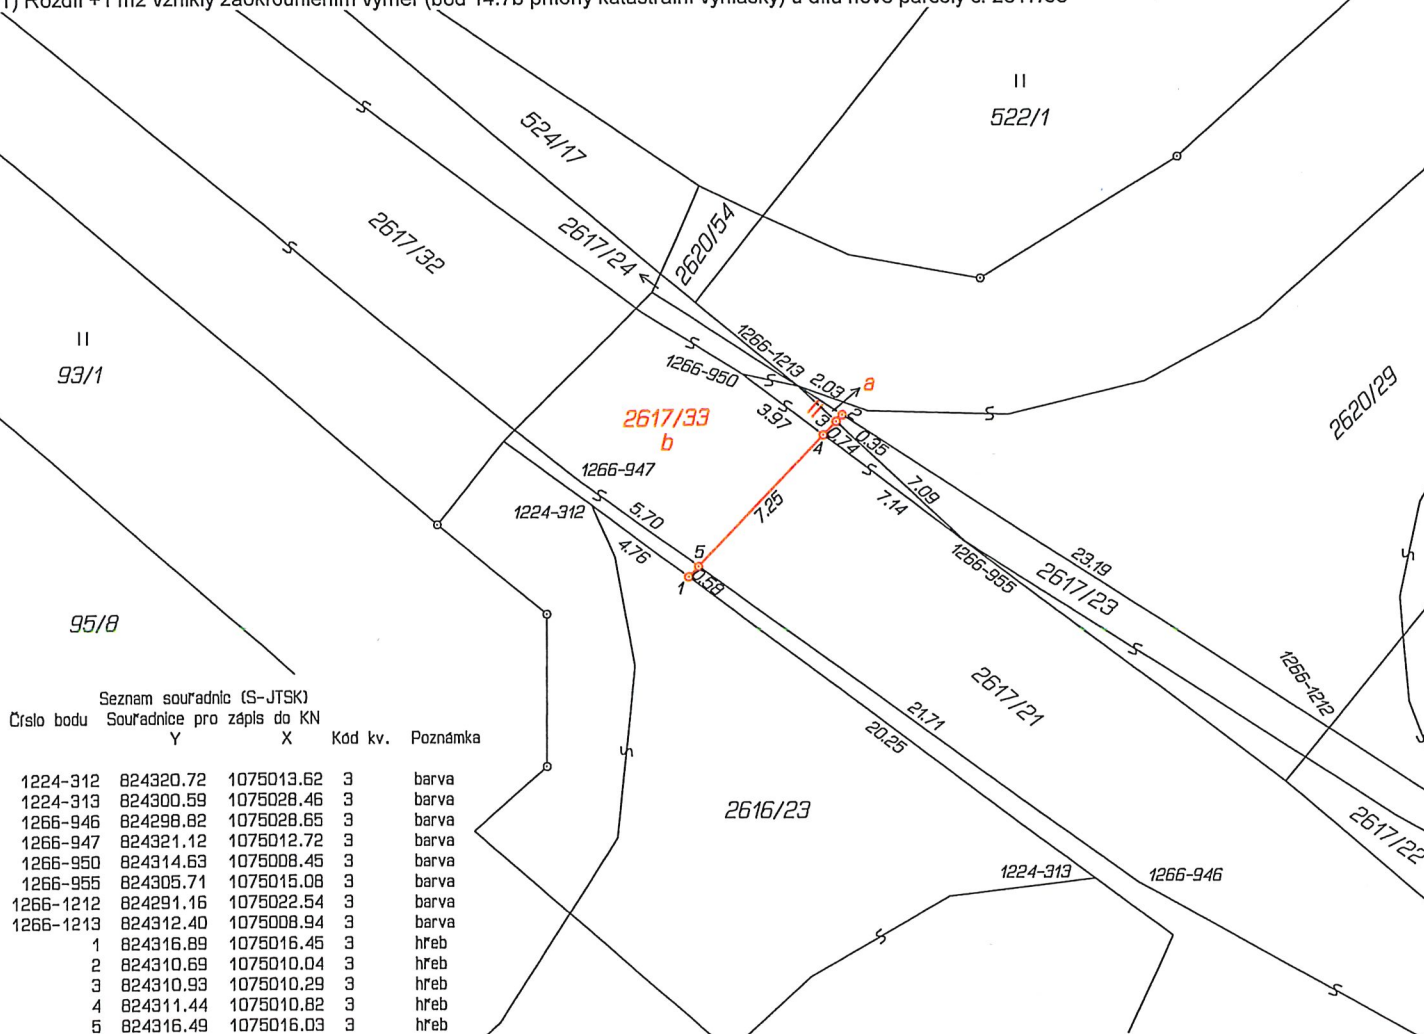 1) Rozdíl +1 m2 vzniklý zaokrouhlením výměr (bod 14.7b přílohy katastrální vyhlášky) u dílu nové parcely č. 2617/33
522/1
524/17
2617/32
2617/24
2620/54
93/1
1266-1213
2.03
a
1266-950
3.97
2617/33
b
2
3
0.35
0.74
4
2620/29
1266-947
7.09
7.14
7.25
5.70
1224-312
4.76
5
1
0.58
1266-955
23.19
2617/23
95/8
1266-1212
2617/21
21.71
20.25
2616/23
2617/22
1224-313
1266-946
Seznam souřadnic (S-JTSK)
Číslo bodu Souřadnice pro zápis do KN
Y X Kód kv. Poznámka
1224-312 824320.72 1075013.62 3 barva
1224-313 824300.59 1075028.46 3 barva
1266-946 824298.82 1075028.65 3 barva
1266-947 824321.12 1075012.72 3 barva
1266-950 824314.63 1075008.45 3 barva
1266-955 824305.71 1075015.08 3 barva
1266-1212 824291.16 1075022.54 3 barva
1266-1213 824312.40 1075008.94 3 barva
1 824316.89 1075016.45 3 hřeb
2 824310.69 1075010.04 3 hřeb
3 824310.93 1075010.29 3 hřeb
4 824311.44 1075010.82 3 hřeb
5 824316.49 1075016.03 3 hřeb